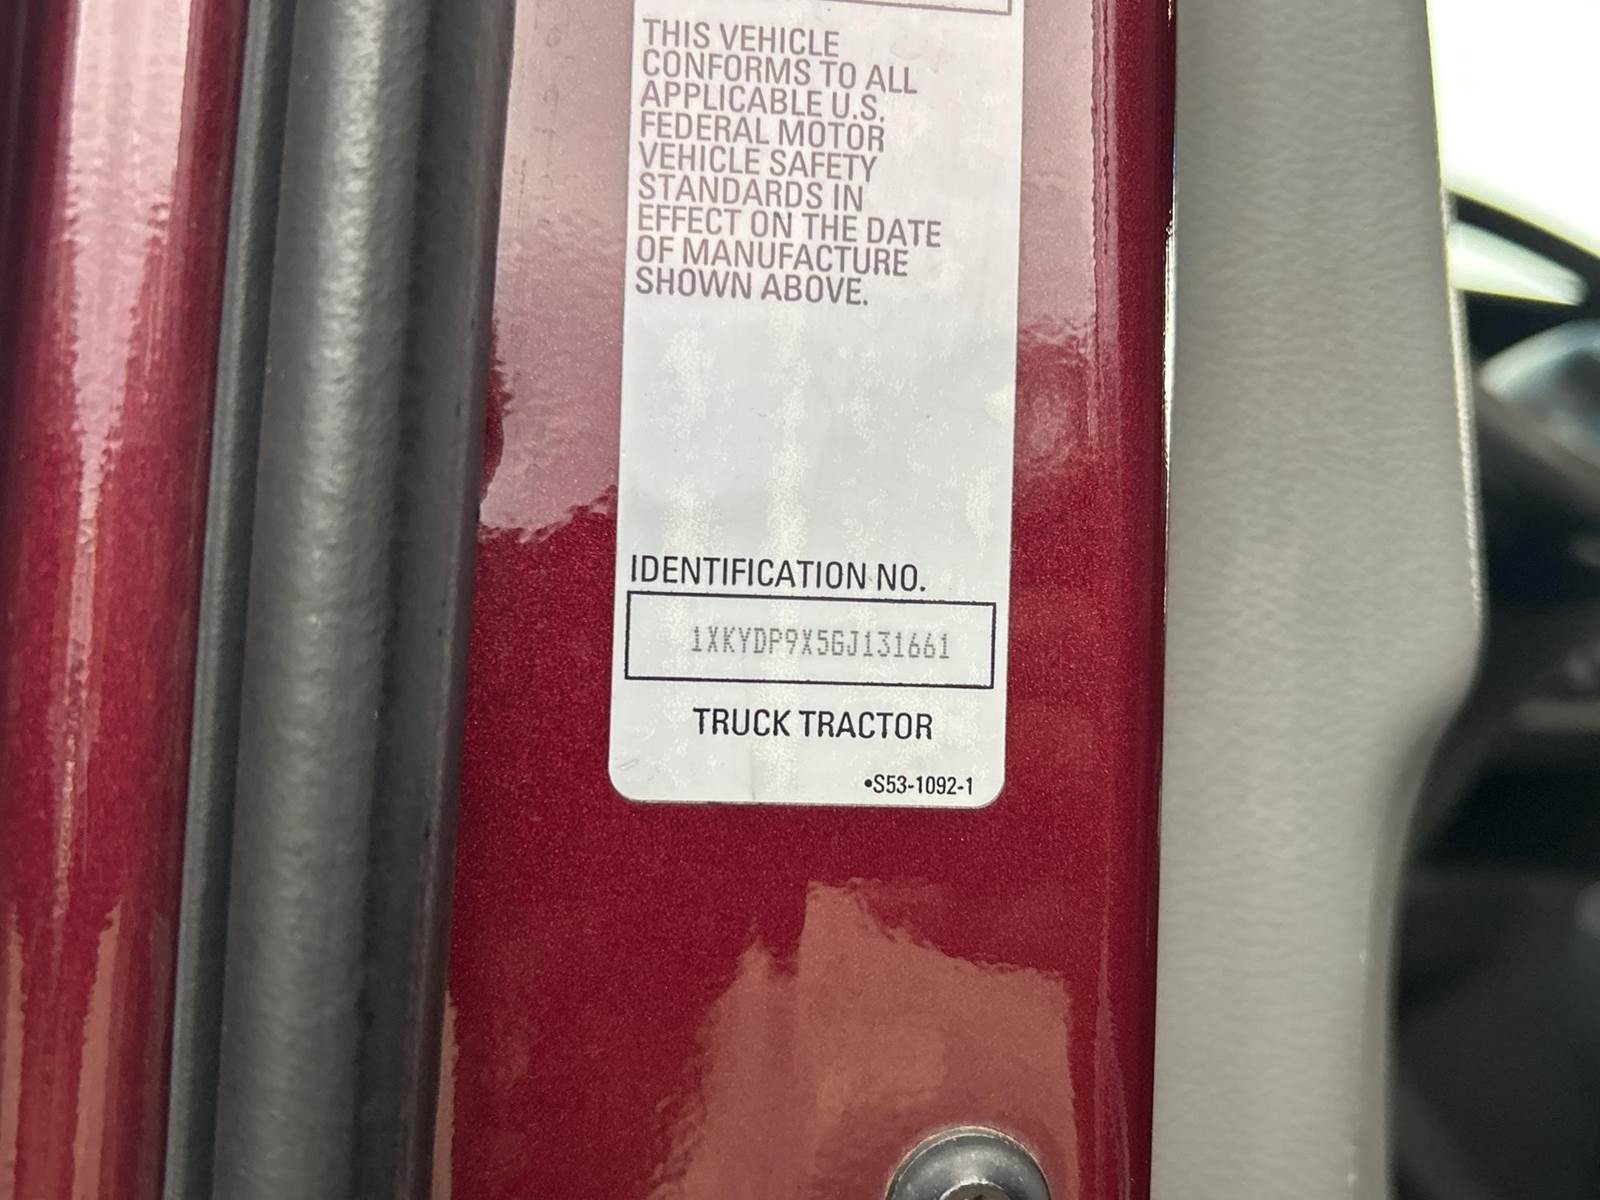 THIS VEHICLE
CONFORMS TO ALL
APPLICABLE U.S.
FEDERAL MOTOR
VEHICLE SAFETY
STANDARDS IN
EFFECT ON THE DATE
OF MANUFACTURE
SHOWN ABOVE.
IDENTIFICATION NO.
1XKYDP9X5GJ131661
TRUCK TRACTOR
•S53-1092-1